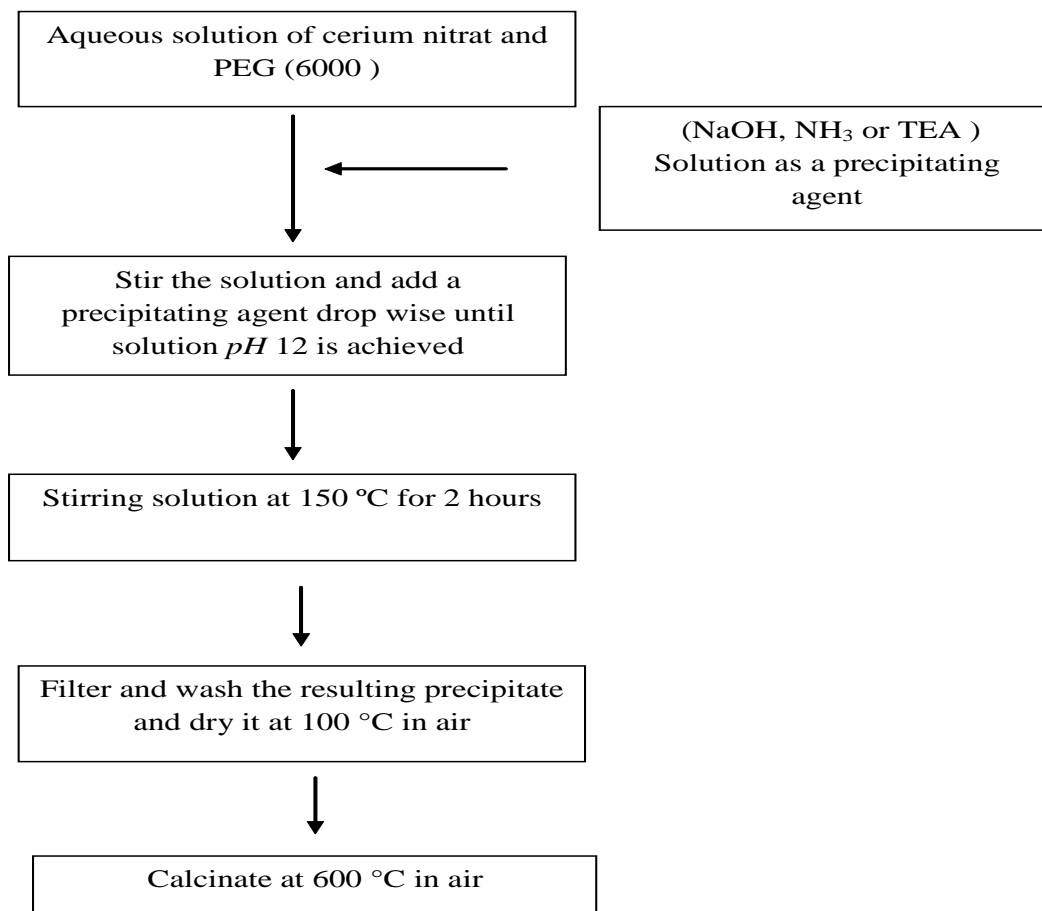 Aqueous solution of cerium nitrat and
PEG (6000 )
(NaOH, NH₃ or TEA )
Solution as a precipitating
agent
Stir the solution and add a
precipitating agent drop wise until
solution pH 12 is achieved
Stirring solution at 150 ºC for 2 hours
Filter and wash the resulting precipitate
and dry it at 100 °C in air
Calcinate at 600 °C in air